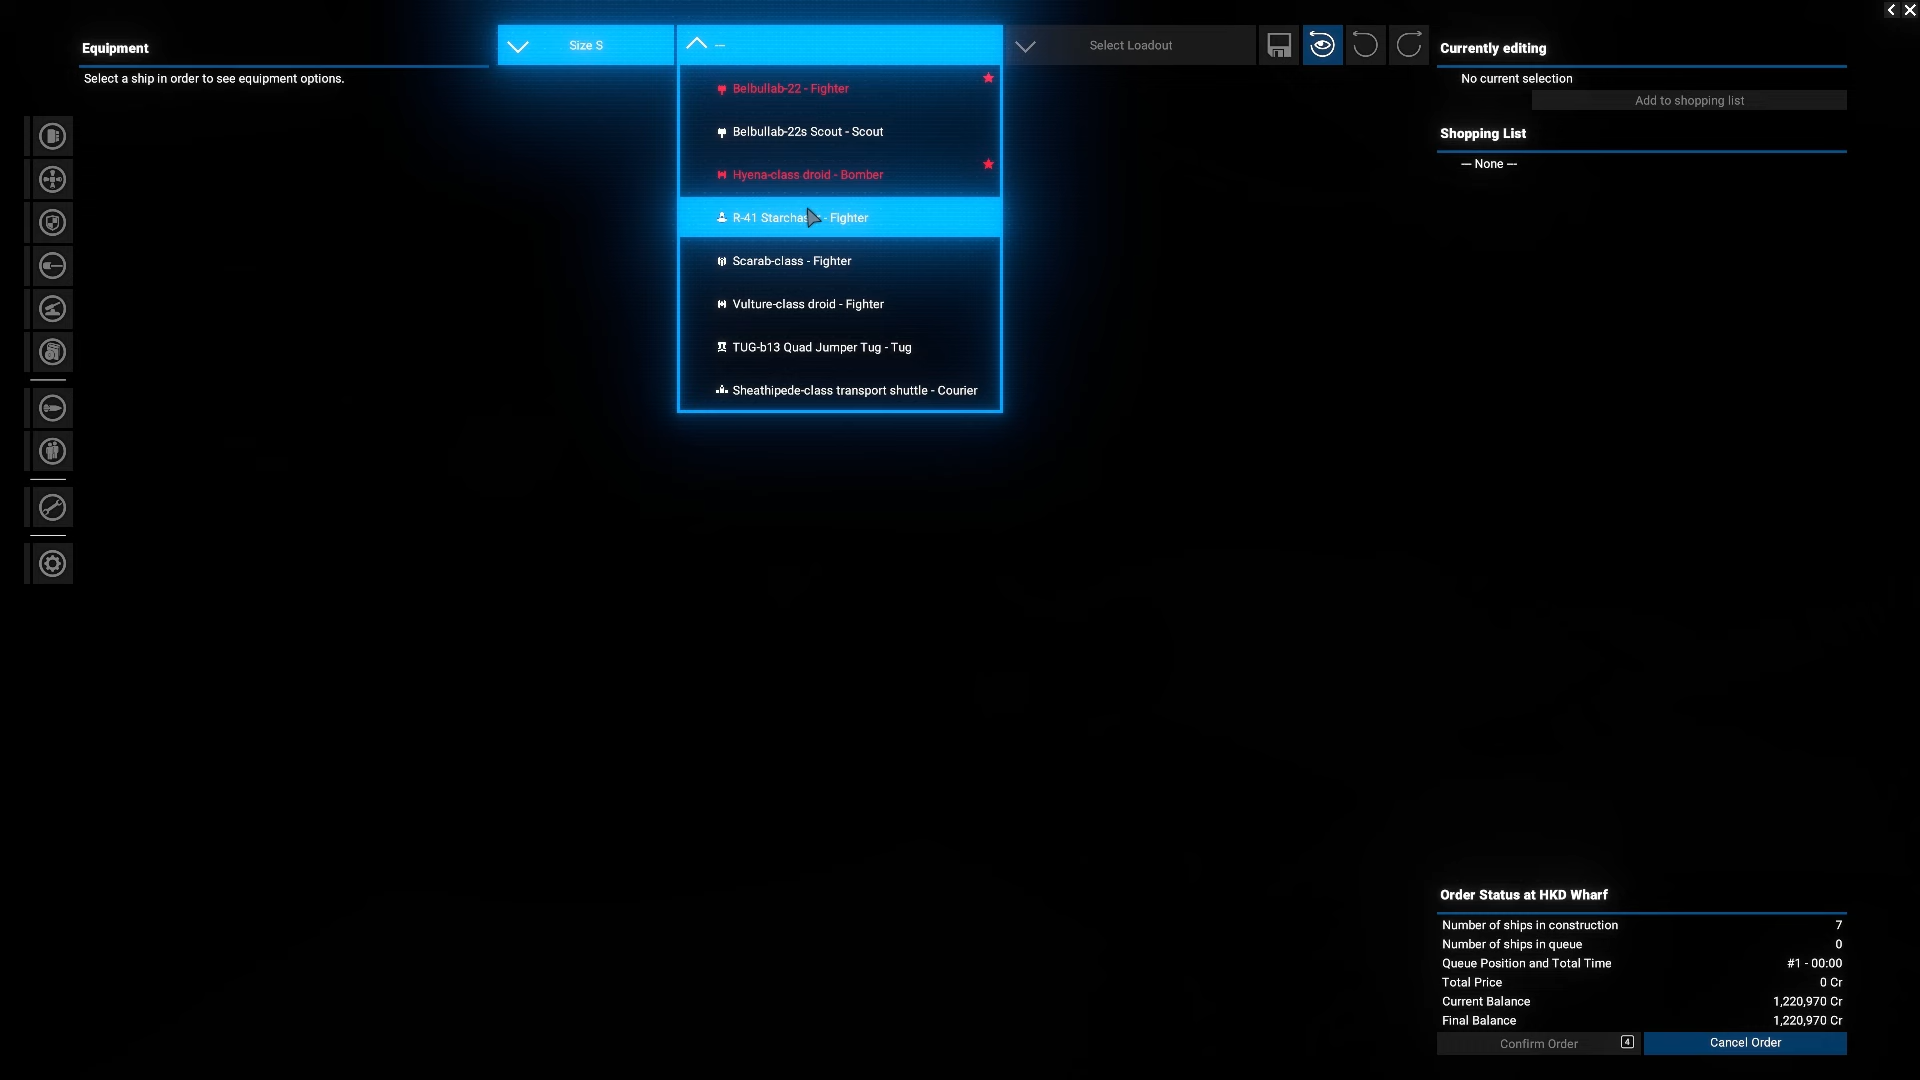 Equipment
Select a ship in order to see equipment options.
Size S
--
Select Loadout
Belbullab-22 - Fighter
Belbullab-22s Scout - Scout
Hyena-class droid - Bomber
R-41 Starchas - Fighter
Scarab-class - Fighter
Vulture-class droid - Fighter
TUG-b13 Quad Jumper Tug - Tug
Sheathipede-class transport shuttle - Courier
Currently editing
No current selection
Add to shopping list
Shopping List
--- None ---
Order Status at HKD Wharf
Number of ships in construction 7
Number of ships in queue 0
Queue Position and Total Time #1 - 00:00
Total Price 0 Cr
Current Balance 1,220,970 Cr
Final Balance 1,220,970 Cr
Confirm Order 4
Cancel Order